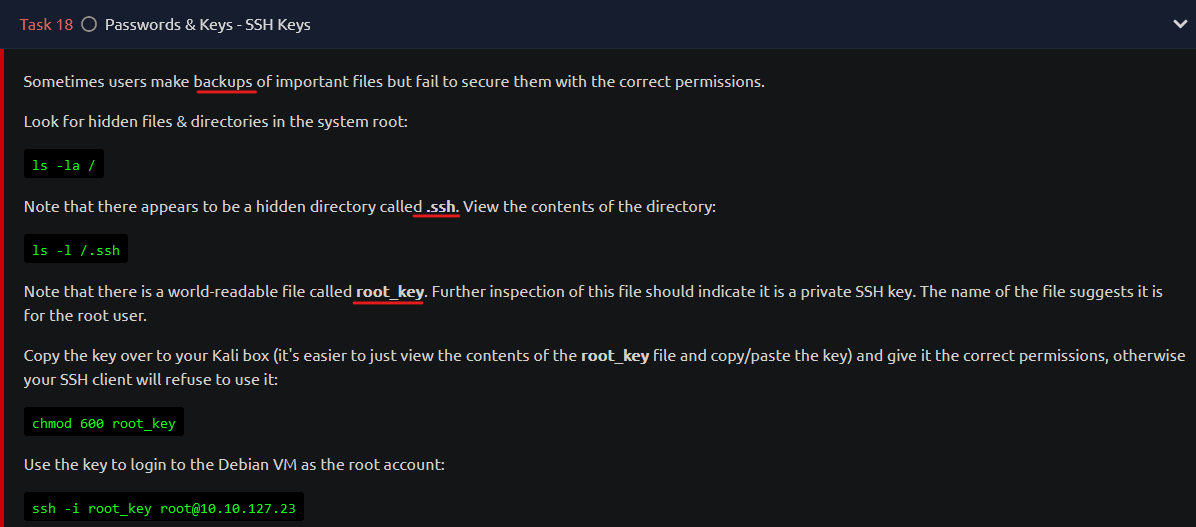 Task 18 Passwords & Keys - SSH Keys
Sometimes users make backups of important files but fail to secure them with the correct permissions.
Look for hidden files & directories in the system root:
ls -la /
Note that there appears to be a hidden directory called .ssh. View the contents of the directory:
ls -l /.ssh
Note that there is a world-readable file called root_key. Further inspection of this file should indicate it is a private SSH key. The name of the file suggests it is
for the root user.
Copy the key over to your Kali box (it's easier to just view the contents of the root_key file and copy/paste the key) and give it the correct permissions, otherwise
your SSH client will refuse to use it:
chmod 600 root_key
Use the key to login to the Debian VM as the root account:
ssh -i root_key root@10.10.127.23